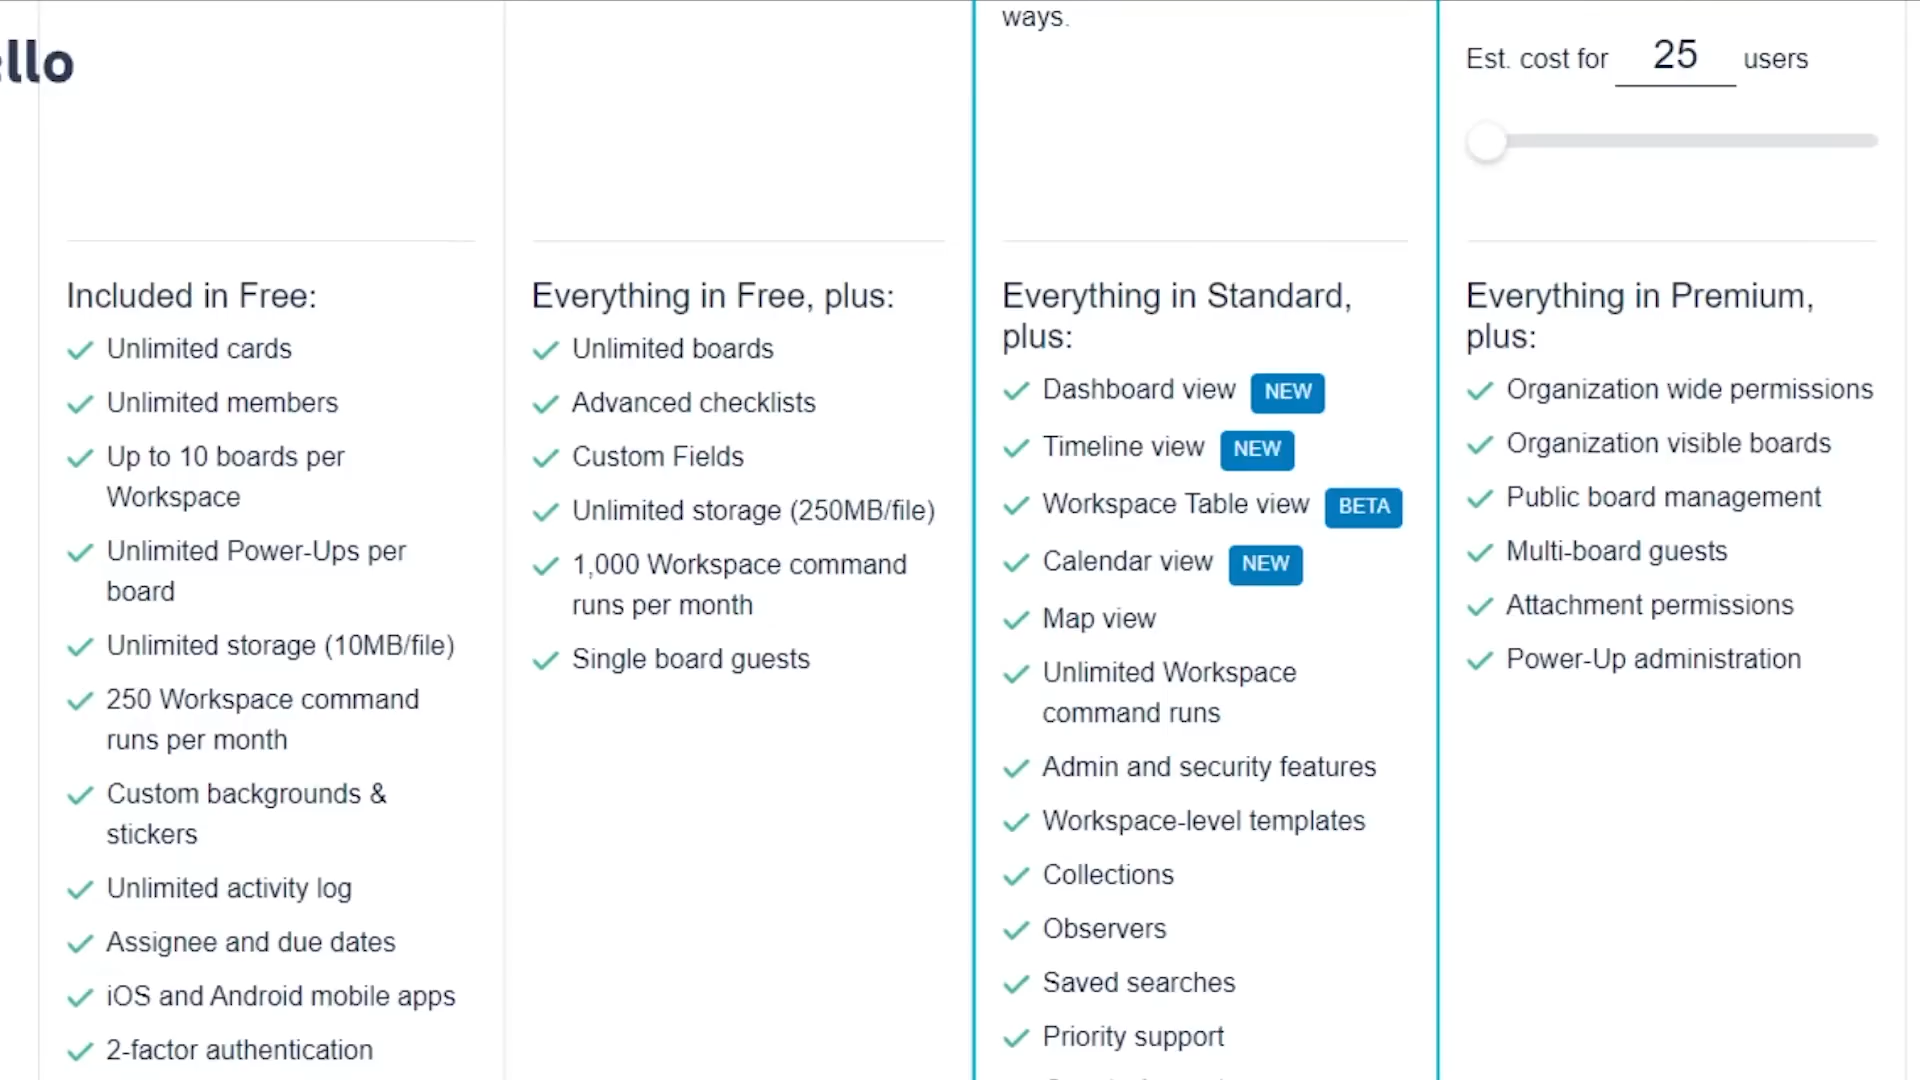 ello
Included in Free:
Unlimited cards
Unlimited members
Up to 10 boards per
Workspace
Unlimited Power-Ups per
board
Unlimited storage (10MB/file)
250 Workspace command
runs per month
Custom backgrounds &
stickers
Unlimited activity log
Assignee and due dates
iOS and Android mobile apps
2-factor authentication
Everything in Free, plus:
Unlimited boards
Advanced checklists
Custom Fields
Unlimited storage (250MB/file)
1,000 Workspace command
runs per month
Single board guests
ways.
Everything in Standard,
plus:
Dashboard view NEW
Timeline view NEW
Workspace Table view BETA
Calendar view NEW
Map view
Unlimited Workspace
command runs
Admin and security features
Workspace-level templates
Collections
Observers
Saved searches
Priority support
Est. cost for 25 users
Everything in Premium,
plus:
Organization wide permissions
Organization visible boards
Public board management
Multi-board guests
Attachment permissions
Power-Up administration